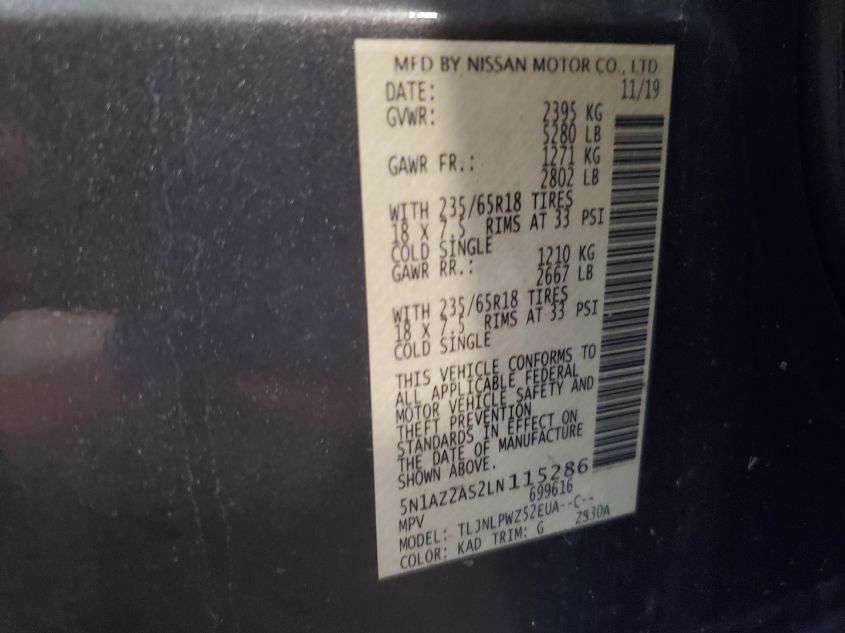 MFD BY NISSAN MOTOR CO., LTD.
DATE: 11/19
GVWR: 2395 KG
5280 LB
GAWR FR.: 1271 KG
2802 LB
WITH 235/65R18 TIRES
18 X 7.5 RIMS AT 33 PSI
COLD SINGLE
GAWR RR.: 1210 KG
2667 LB
WITH 235/65R18 TIRES
18 X 7.5 RIMS AT 33 PSI
COLD SINGLE
THIS VEHICLE CONFORMS TO
ALL APPLICABLE FEDERAL
MOTOR VEHICLE SAFETY AND
THEFT PREVENTION
STANDARDS IN EFFECT ON
THE DATE OF MANUFACTURE
SHOWN ABOVE.
5N1AZ2AS2LN115286
MPV 699616
MODEL: TLJNLPWZ52EUA--C--
COLOR: KAD TRIM: G Z930A